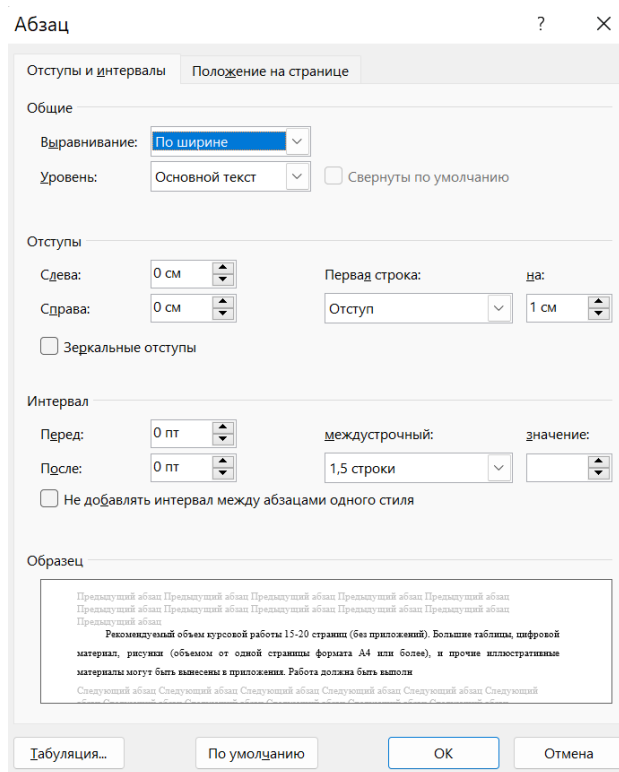 Абзац ?
Отступы и интервалы Положение на странице
Общие
Выравнивание: По ширине
Уровень: Основной текст Свернуты по умолчанию
Отступы
Слева: 0 см Первая строка: на:
Справа: 0 см Отступ 1 см
Зеркальные отступы
Интервал
Перед: 0 пт междустрочный: значение:
После: 0 пт 1,5 строки
Не добавлять интервал между абзацами одного стиля
Образец
Предыдущий абзац Предыдущий абзац Предыдущий абзац Предыдущий абзац Предыдущий абзац
Предыдущий абзац Предыдущий абзац Предыдущий абзац Предыдущий абзац Предыдущий абзац
Предыдущий абзац
Рекомендуемый объем курсовой работы 15-20 страниц (без приложений). Большие таблицы, цифровой
материал, рисунки (объемом от одной страницы формата А4 или более), и прочие иллюстративные
материалы могут быть вынесены в приложения. Работа должна быть выполн
Следующий абзац Следующий абзац Следующий абзац Следующий абзац Следующий абзац Следующий
Табуляция... По умолчанию ОК Отмена